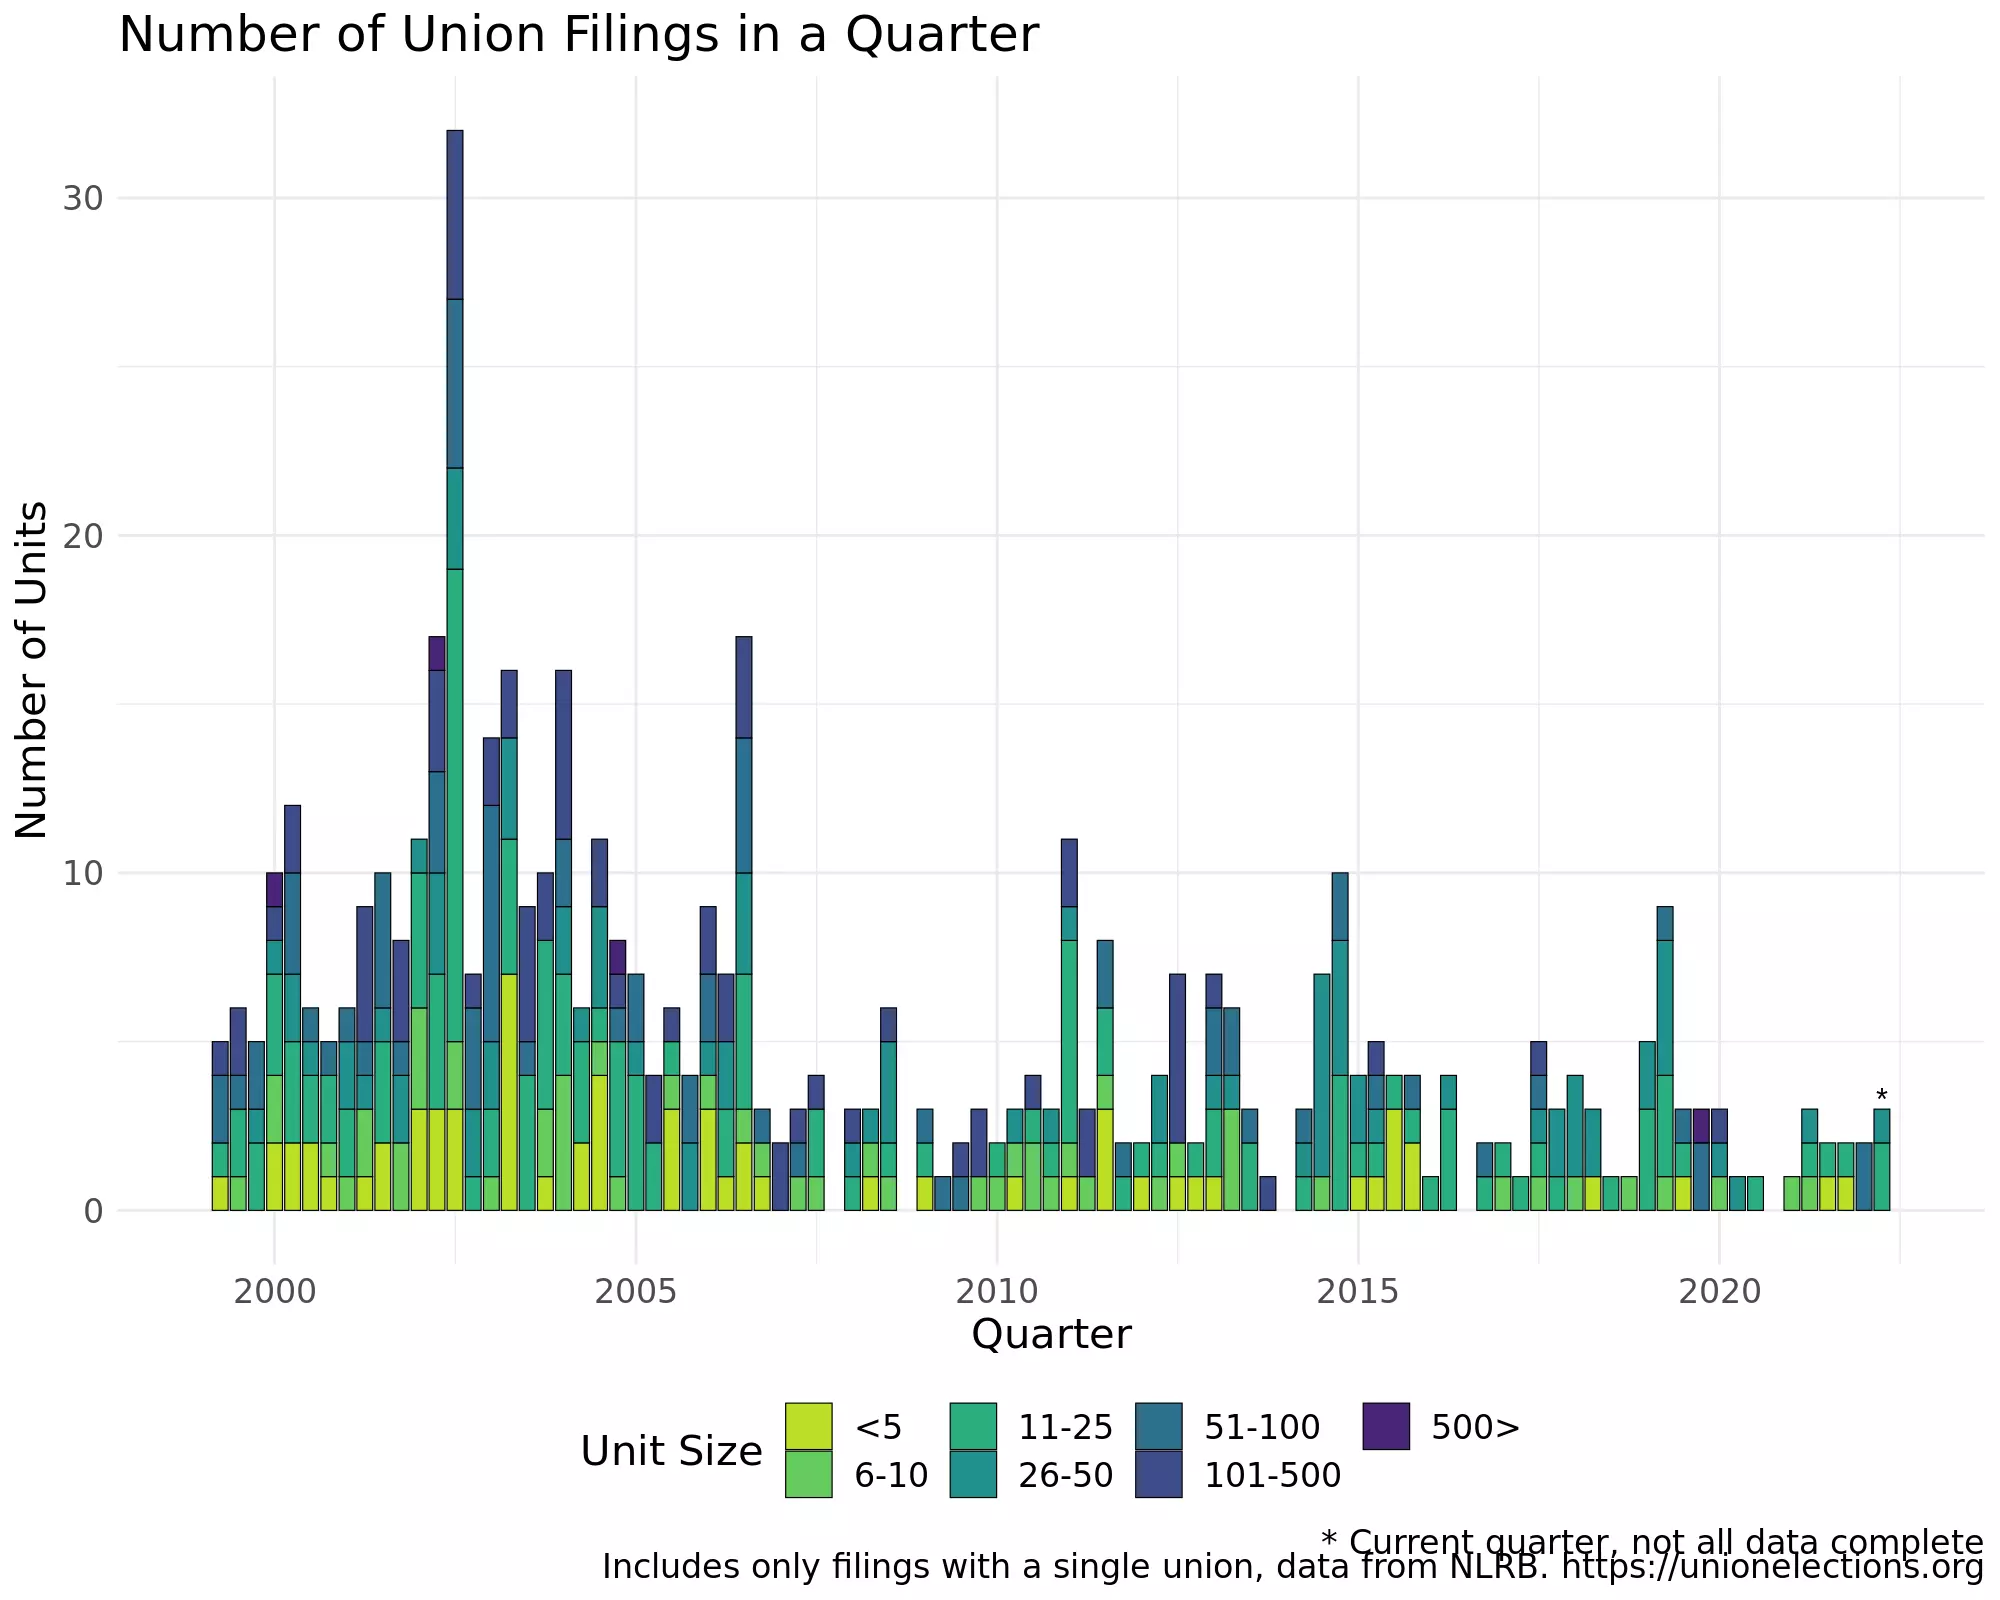 Number of Union Filings in a Quarter
Number of Units
30
20
10
0
*
2000 2005 2010 2015 2020
Quarter
Unit Size
<5 11-25 51-100 500>
6-10 26-50 101-500
* Current quarter, not all data complete
Includes only filings with a single union, data from NLRB. https://unionelections.org